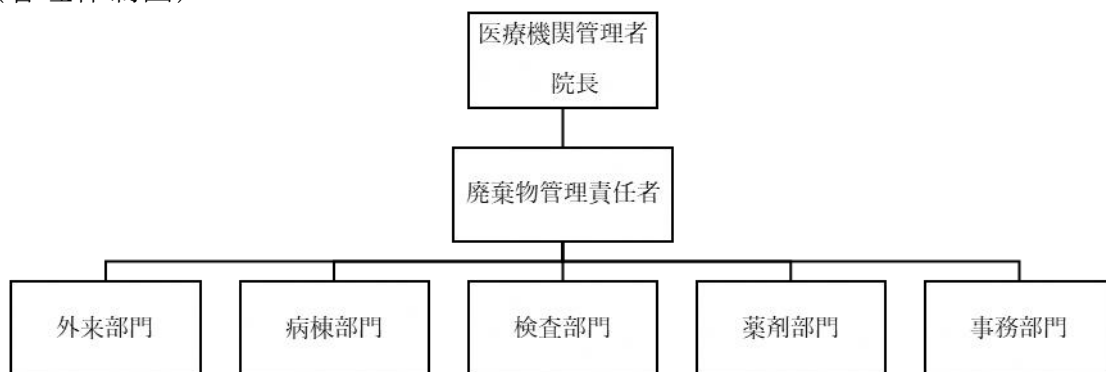 医療機関管理者
院長
廃棄物管理責任者
外来部門
病棟部門
検査部門
薬剤部門
事務部門